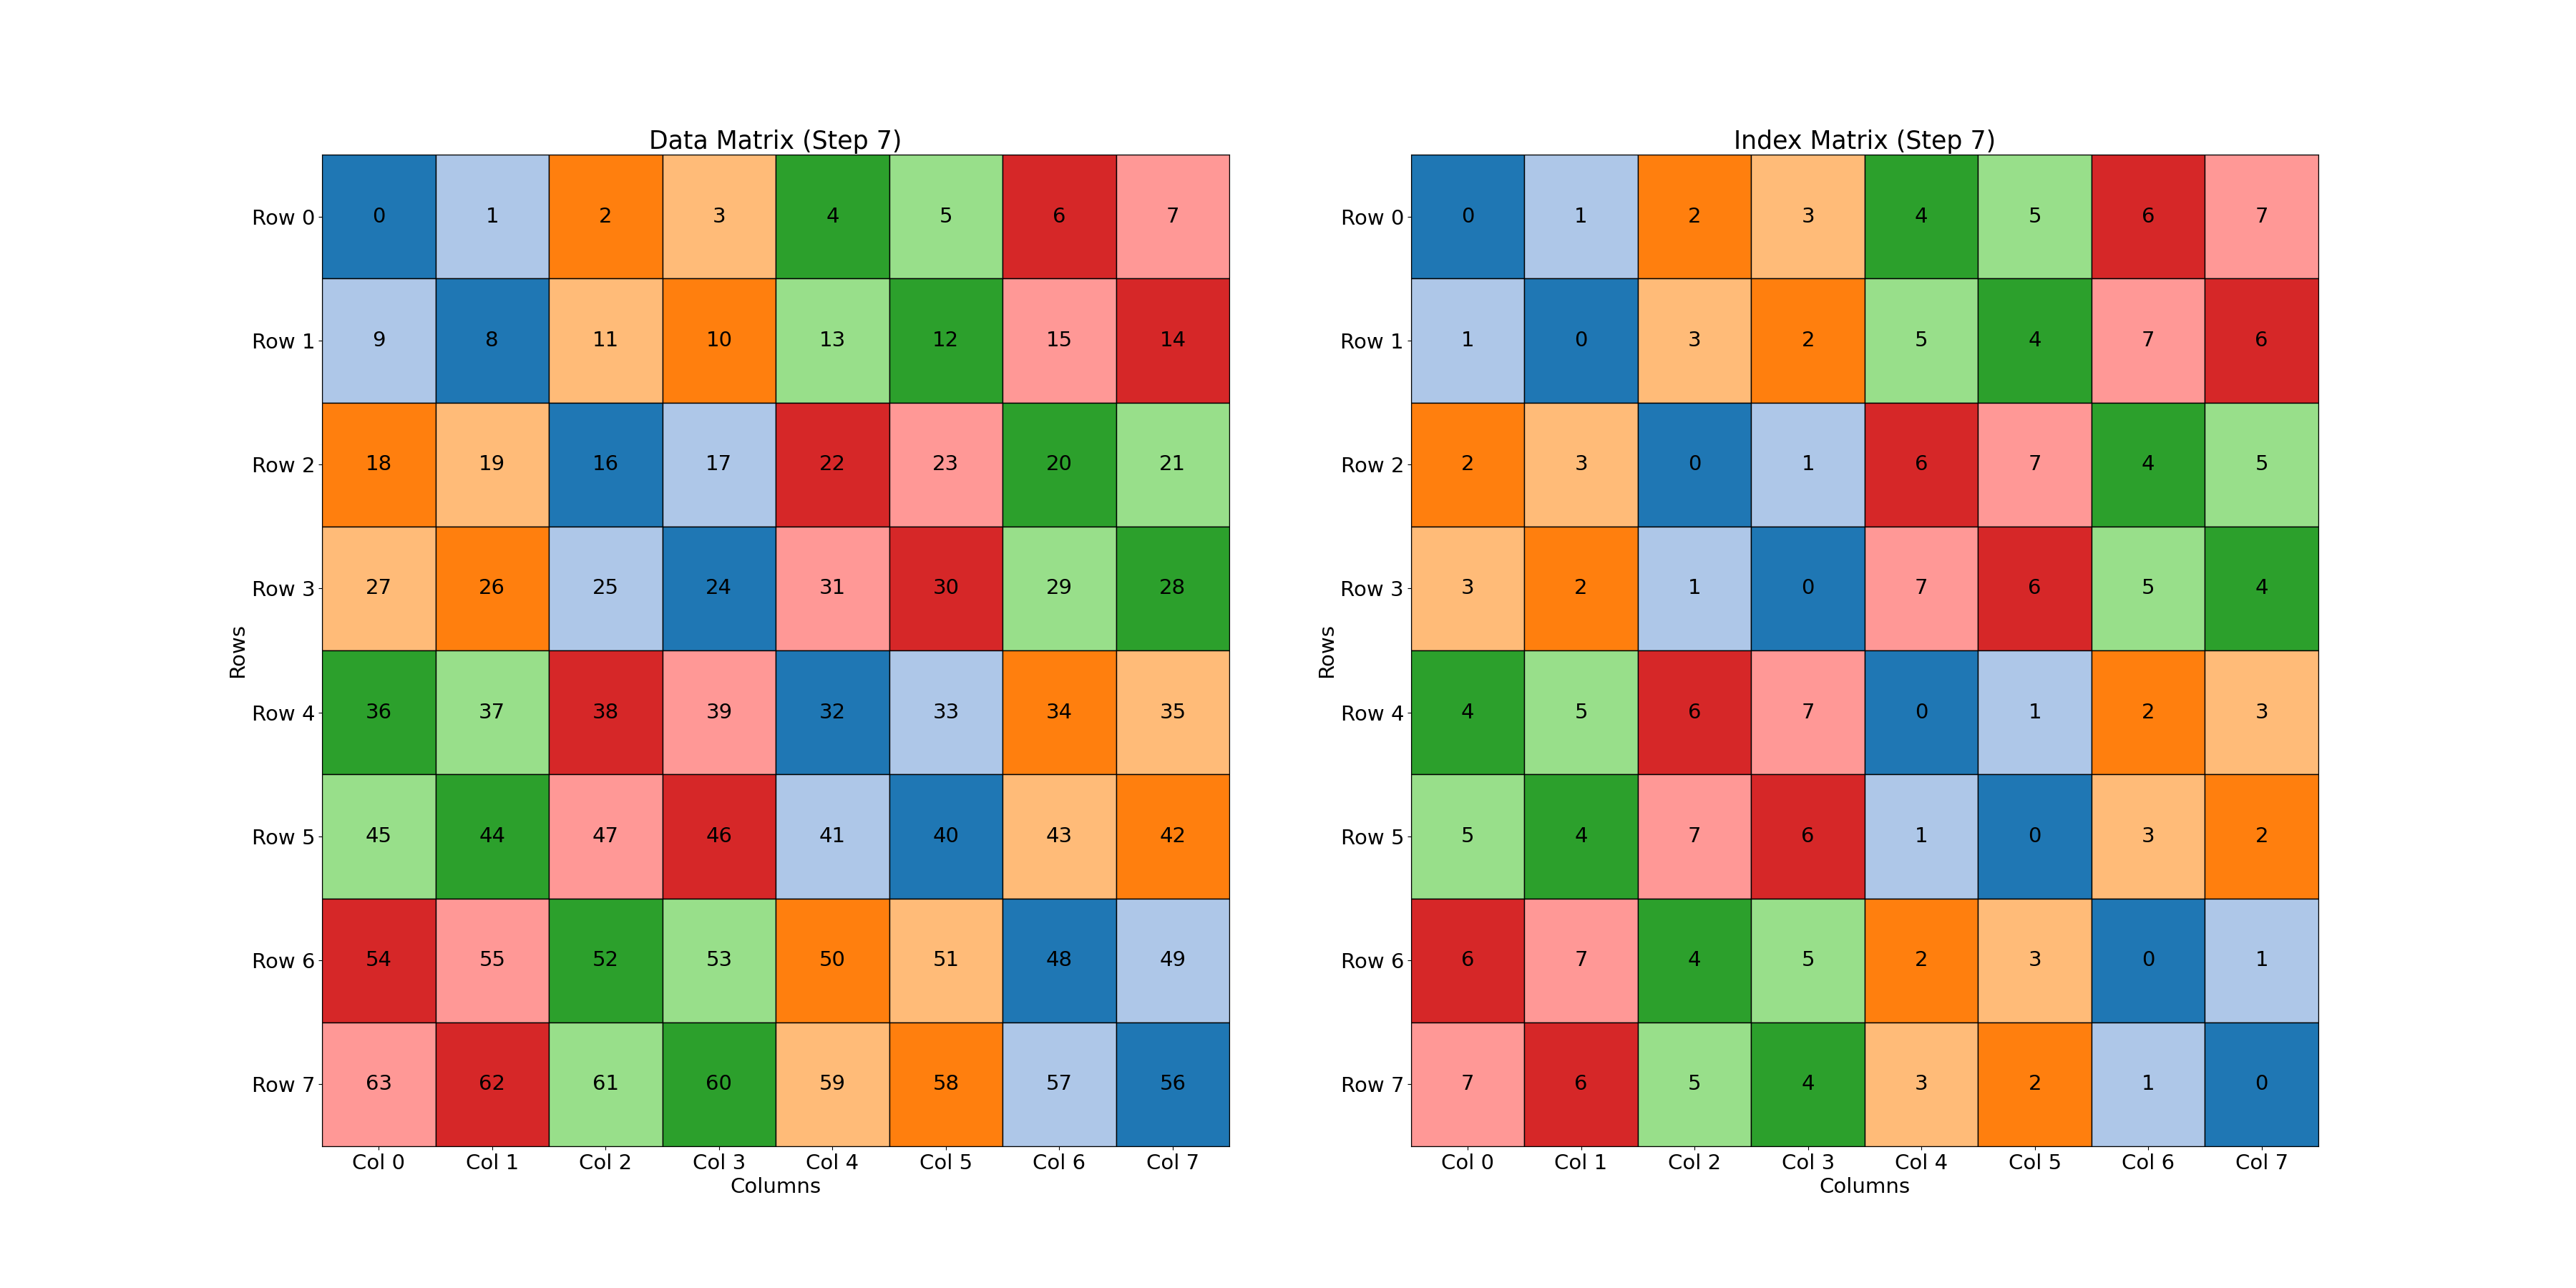 Data Matrix (Step 7)
Row 0 0 1 2 3 4 5 6 7
Row 1 9 8 11 10 13 12 15 14
Row 2 18 19 16 17 22 23 20 21
Row 3 27 26 25 24 31 30 29 28
Rows
Row 4 36 37 38 39 32 33 34 35
Row 5 45 44 47 46 41 40 43 42
Row 6 54 55 52 53 50 51 48 49
Row 7 63 62 61 60 59 58 57 56
Col 0 Col 1 Col 2 Col 3 Col 4 Col 5 Col 6 Col 7
Columns
Index Matrix (Step 7)
Row 0 0 1 2 3 4 5 6 7
Row 1 1 0 3 2 5 4 7 6
Row 2 2 3 0 1 6 7 4 5
Row 3 3 2 1 0 7 6 5 4
Rows
Row 4 4 5 6 7 0 1 2 3
Row 5 5 4 7 6 1 0 3 2
Row 6 6 7 4 5 2 3 0 1
Row 7 7 6 5 4 3 2 1 0
Col 0 Col 1 Col 2 Col 3 Col 4 Col 5 Col 6 Col 7
Columns